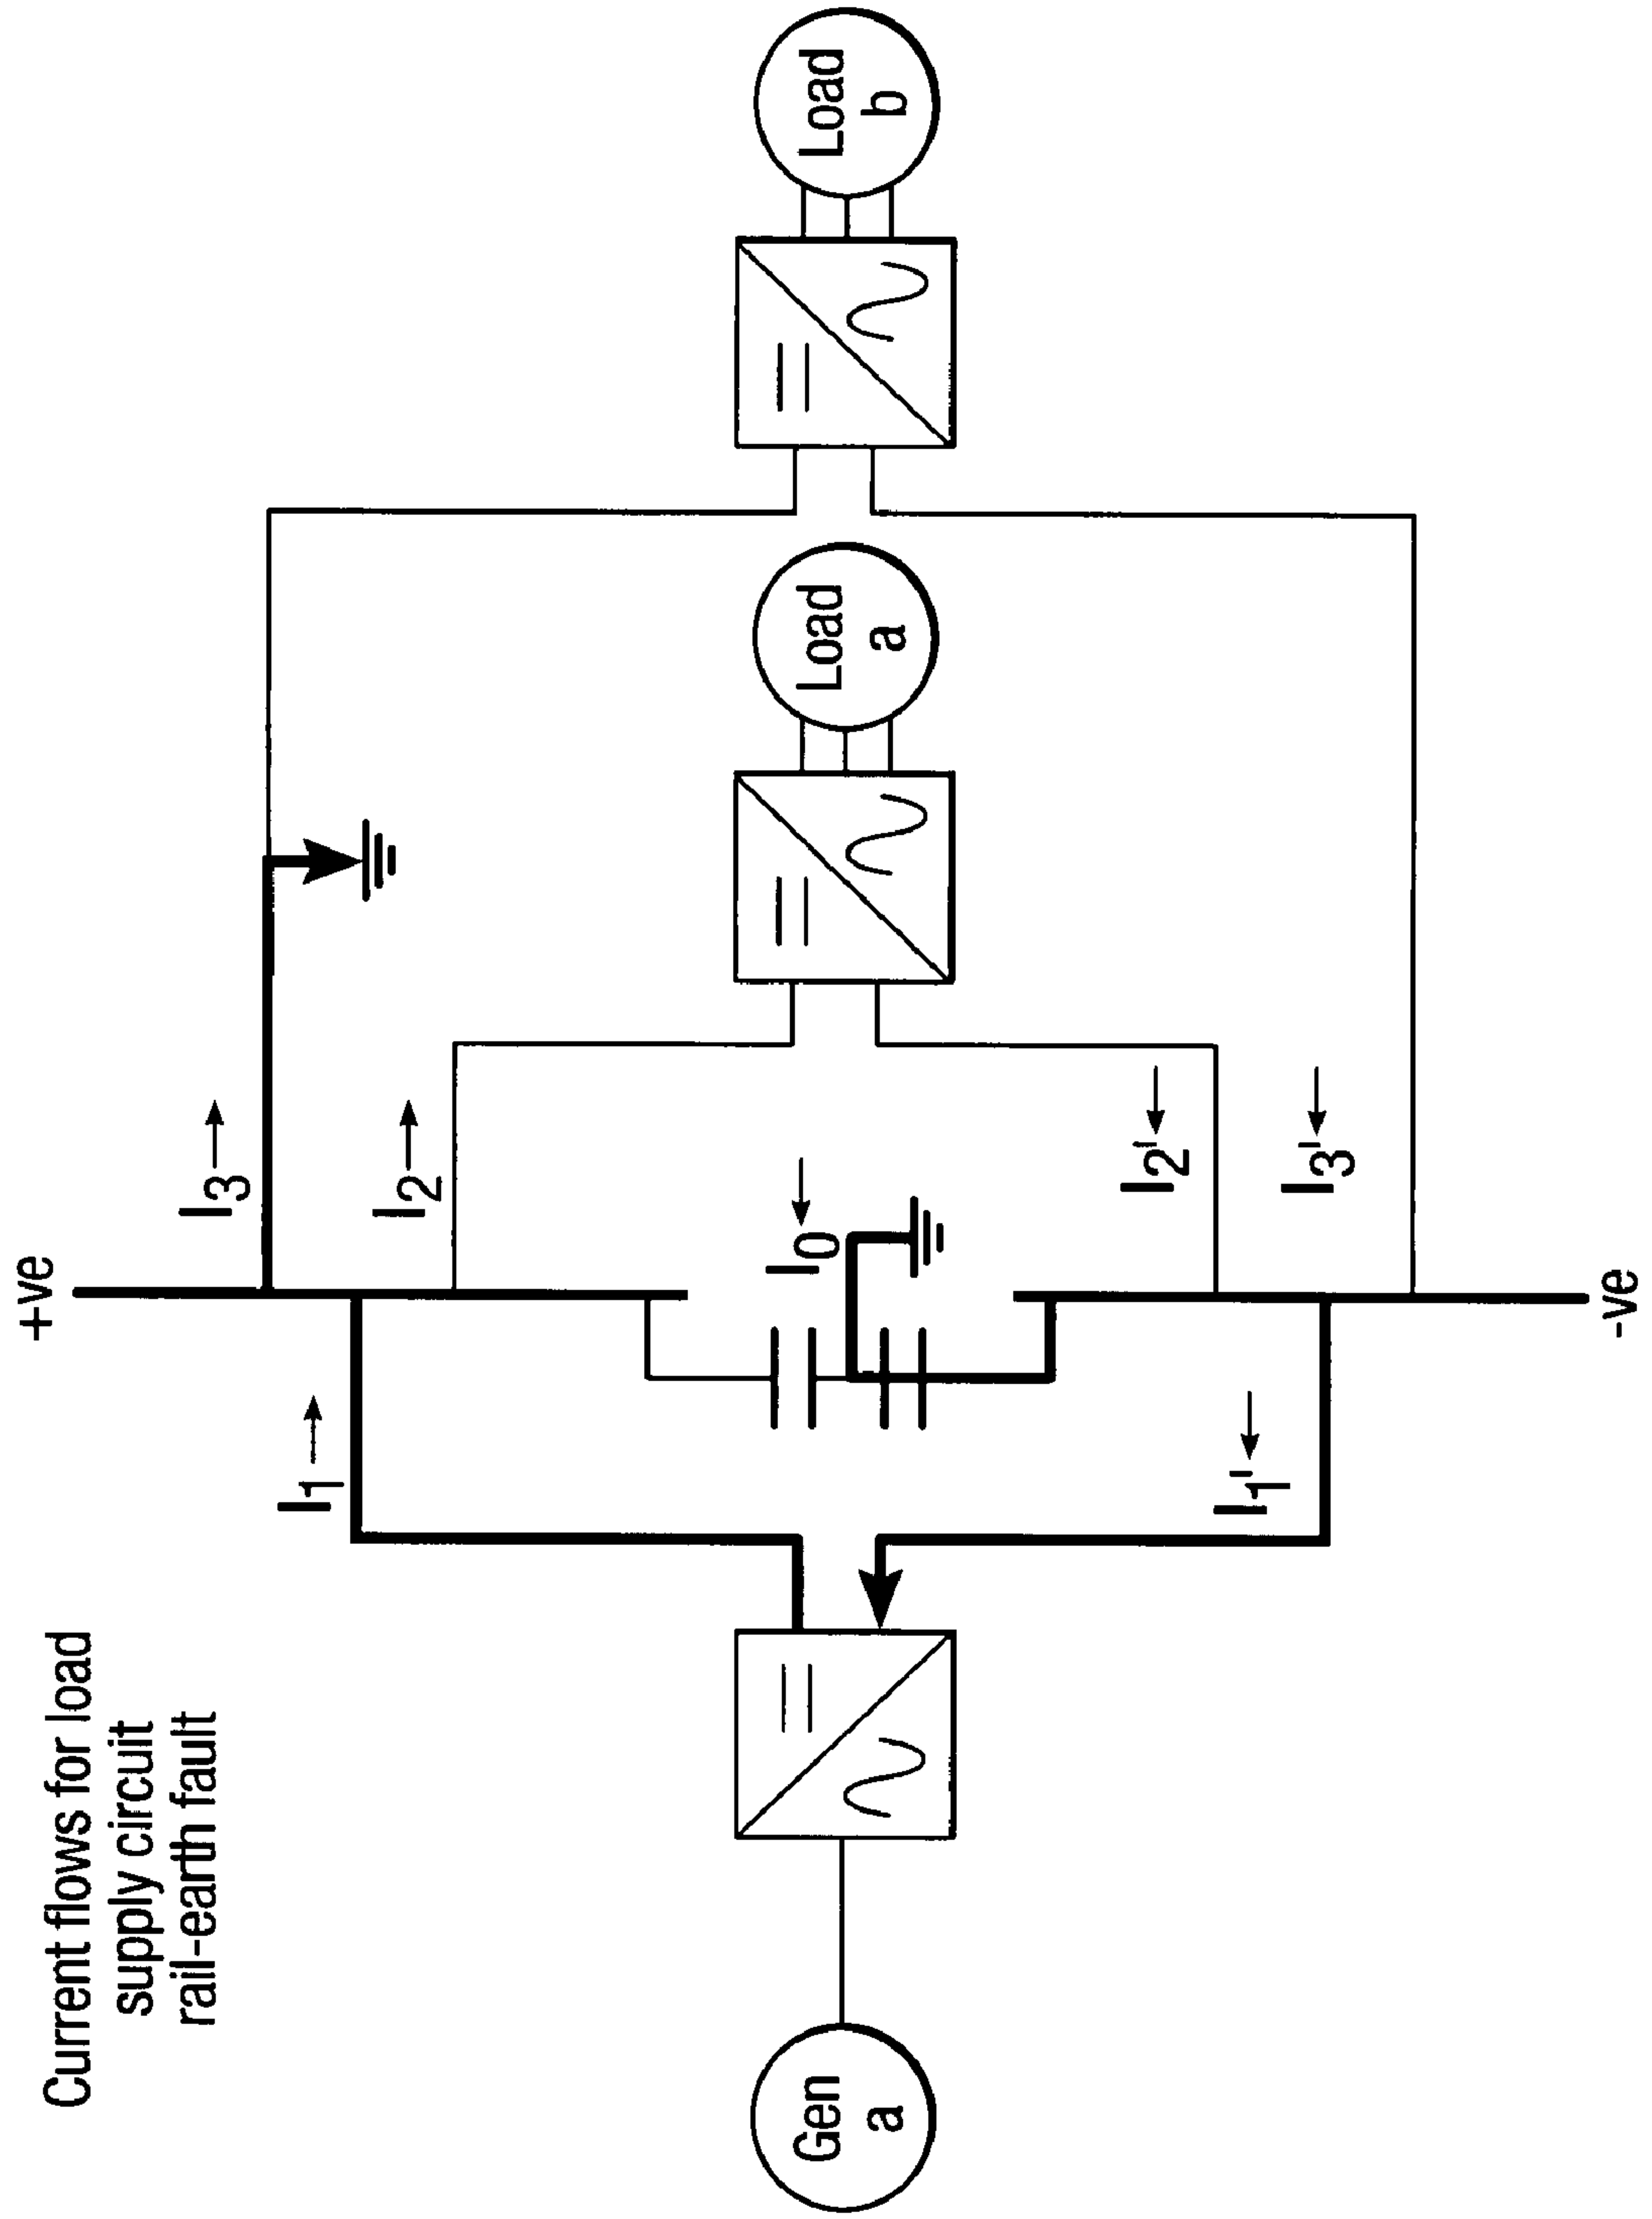 Current flows for load
supply circuit
rail-earth fault
+ve
I3
I2
I1
I0
I1'
I2'
I3'
-ve
Gen
a
Load
a
Load
b